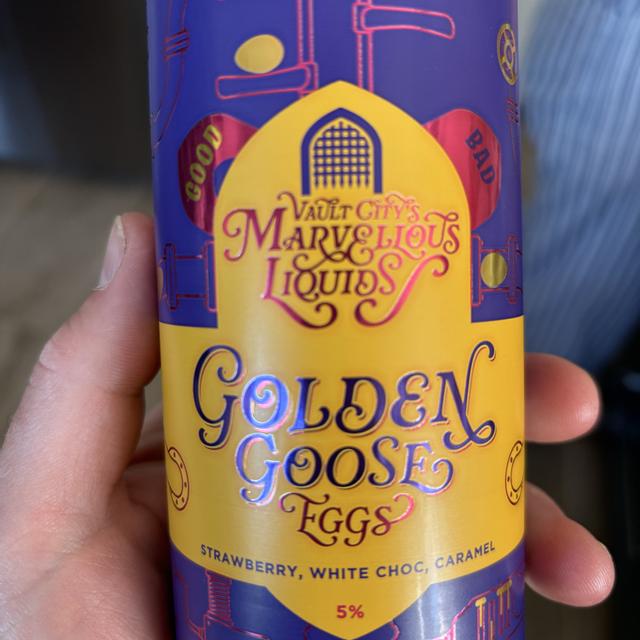 GOOD
BAD
VAULT CITY'S
MARVELLOUS
LIQUIDS
GOLDEN
GOOSE
EGGS
STRAWBERRY, WHITE CHOC, CARAMEL
5%